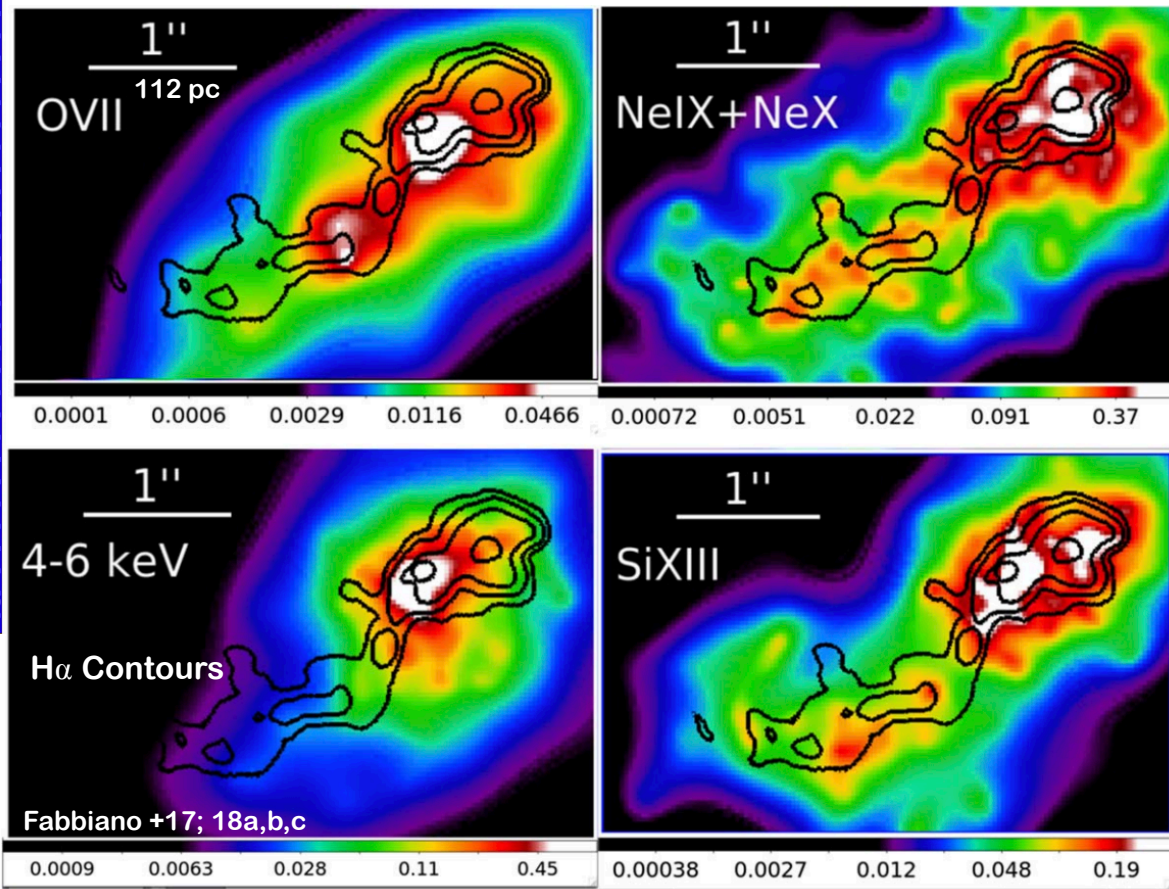 1''
112 pc
OVII
0.0001 0.0006 0.0029 0.0116 0.0466
1''
NeIX+NeX
0.00072 0.0051 0.022 0.091 0.37
1''
4-6 keV
Hα Contours
Fabbiano +17; 18a,b,c
0.0009 0.0063 0.028 0.11 0.45
1''
SiXIII
0.00038 0.0027 0.012 0.048 0.19